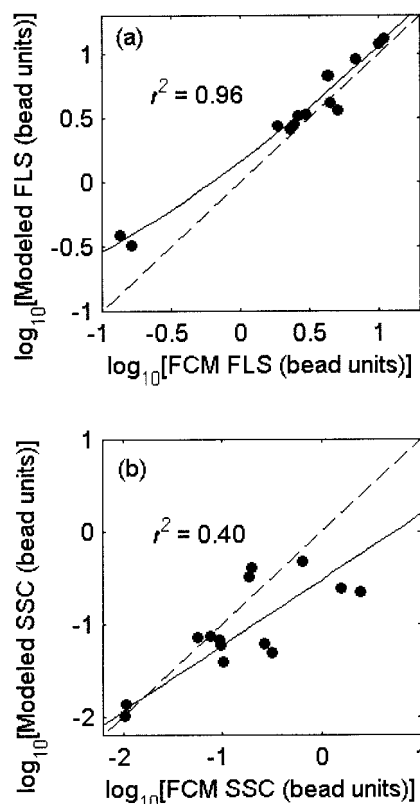 (a)
r² = 0.96
log₁₀[Modeled FLS (bead units)]
1
0.5
0
-0.5
-1
-1
-0.5
0
0.5
1
log₁₀[FCM FLS (bead units)]
(b)
r² = 0.40
log₁₀[Modeled SSC (bead units)]
1
0
-1
-2
-2
-1
0
1
log₁₀[FCM SSC (bead units)]